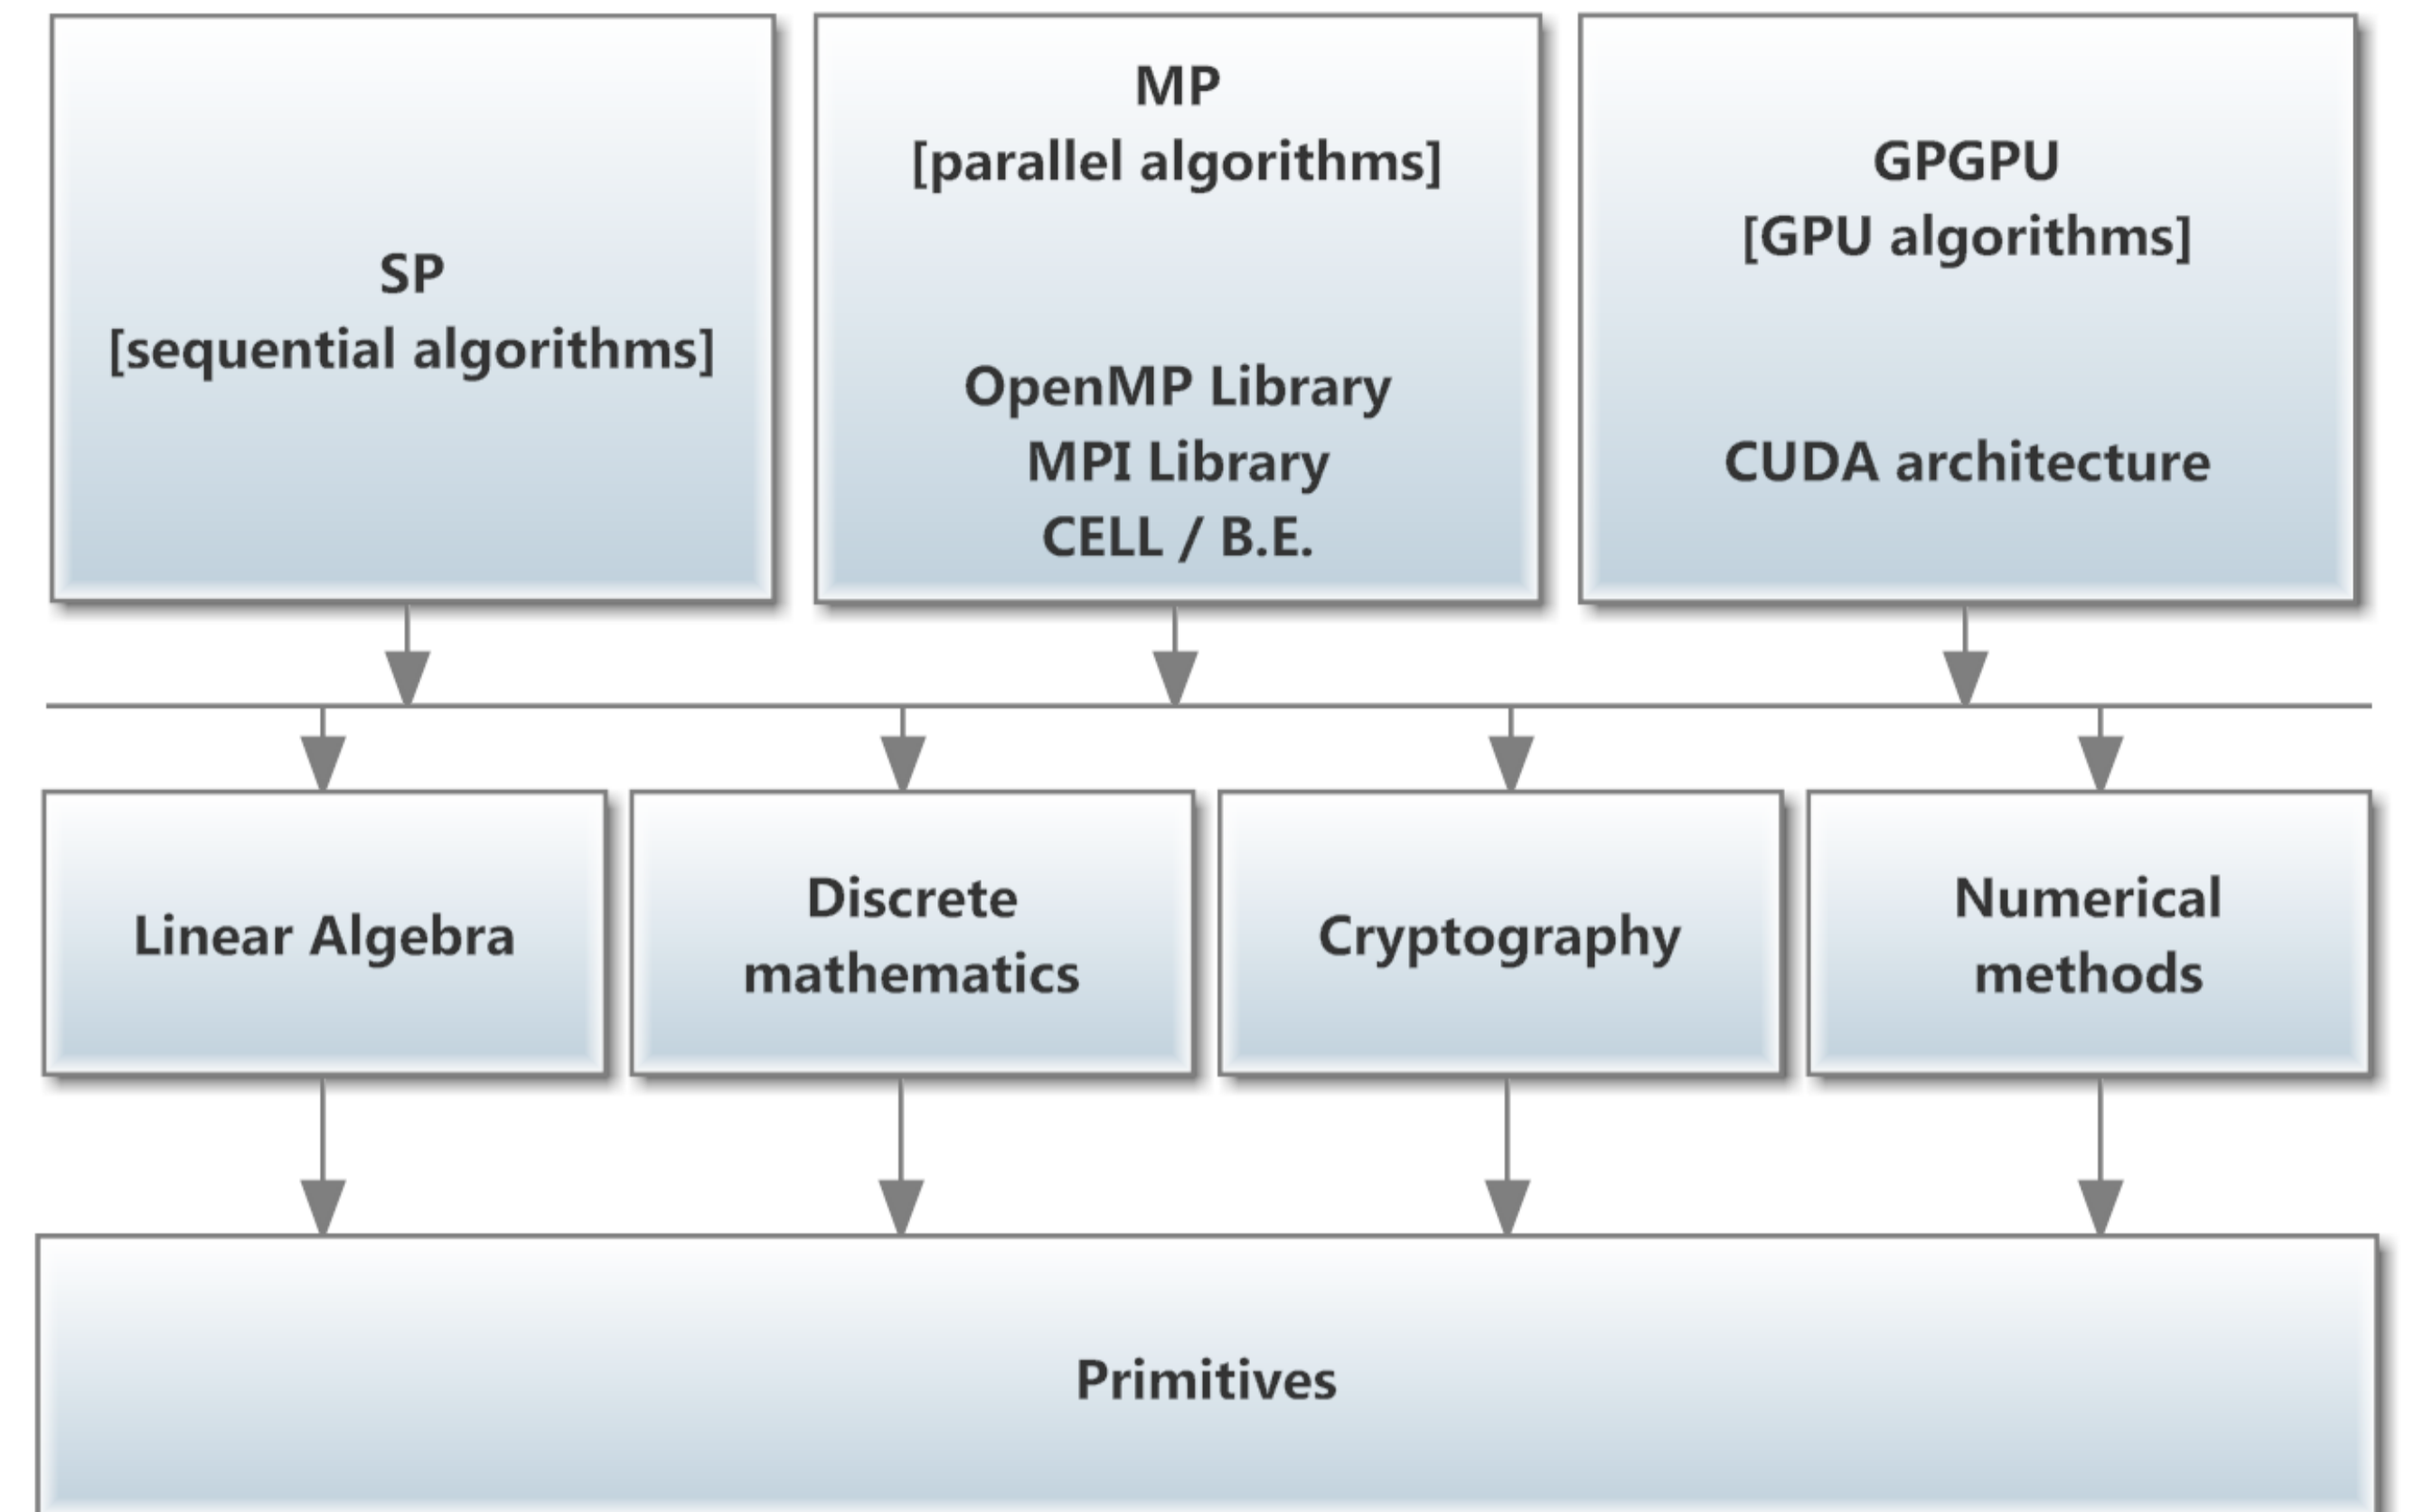 SP
[sequential algorithms]
MP
[parallel algorithms]
OpenMP Library
MPI Library
CELL / B.E.
GPGPU
[GPU algorithms]
CUDA architecture
Linear Algebra
Discrete
mathematics
Cryptography
Numerical
methods
Primitives